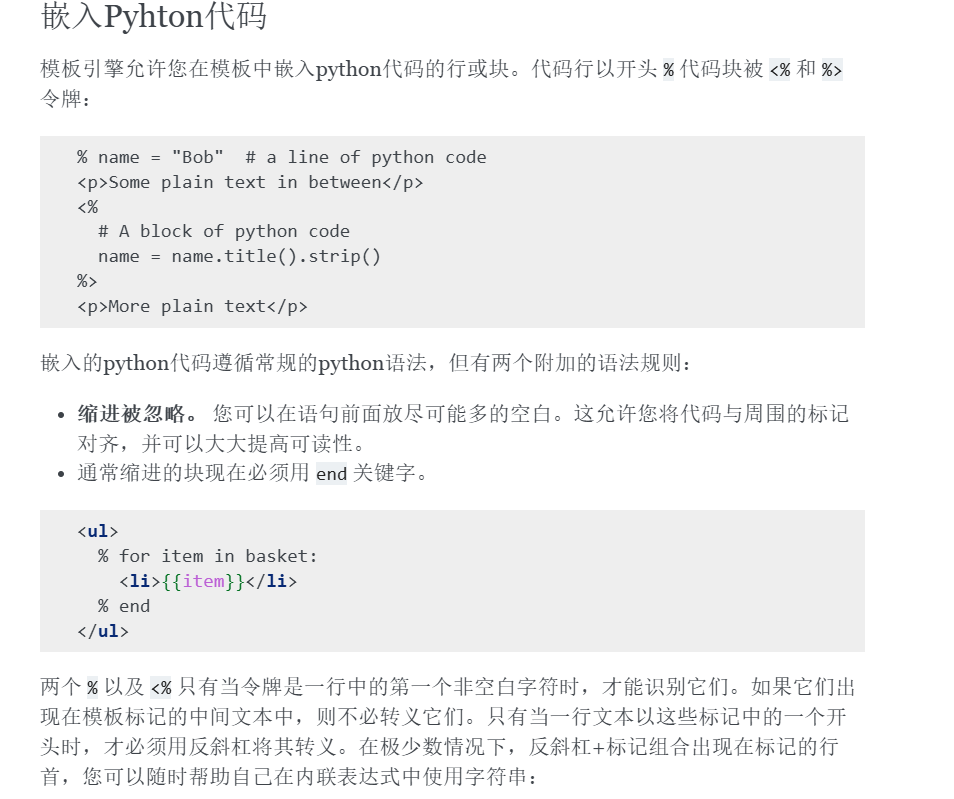 嵌入Pyhton代码
模板引擎允许您在模板中嵌入python代码的行或块。代码行以开头 % 代码块被 <% 和 %>
令牌：
% name = "Bob"  # a line of python code
<p>Some plain text in between</p>
<%
  # A block of python code
  name = name.title().strip()
%>
<p>More plain text</p>
嵌入的python代码遵循常规的python语法，但有两个附加的语法规则：
• 缩进被忽略。 您可以在语句前面放尽可能多的空白。这允许您将代码与周围的标记
对齐，并可以大大提高可读性。
• 通常缩进的块现在必须用 end 关键字。
<ul>
  % for item in basket:
    <li>{{item}}</li>
  % end
</ul>
两个 % 以及 <% 只有当令牌是一行中的第一个非空白字符时，才能识别它们。如果它们出
现在模板标记的中间文本中，则不必转义它们。只有当一行文本以这些标记中的一个开
头时，才必须用反斜杠将其转义。在极少数情况下，反斜杠+标记组合出现在标记的行
首，您可以随时帮助自己在内联表达式中使用字符串：